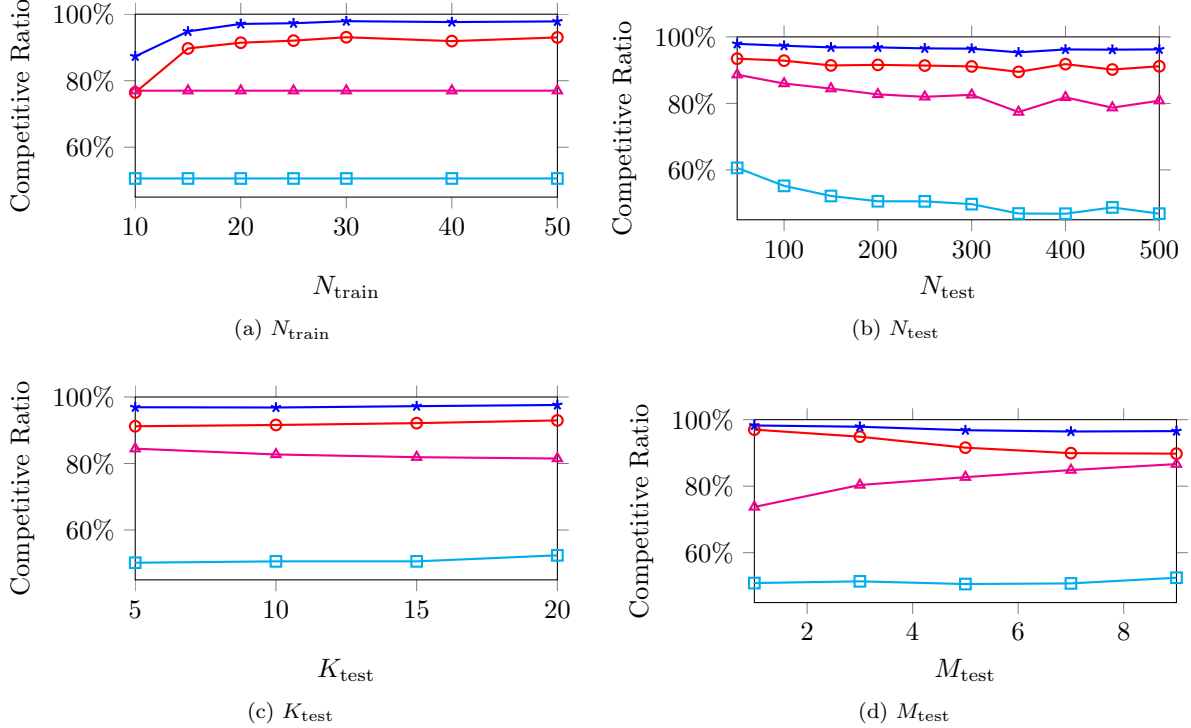 100%
80%
60%
Competitive Ratio
10 20 30 40 50
N_train
(a) N_train
100%
80%
60%
Competitive Ratio
100 200 300 400 500
N_test
(b) N_test
100%
80%
60%
Competitive Ratio
5 10 15 20
K_test
(c) K_test
100%
80%
60%
Competitive Ratio
2 4 6 8
M_test
(d) M_test